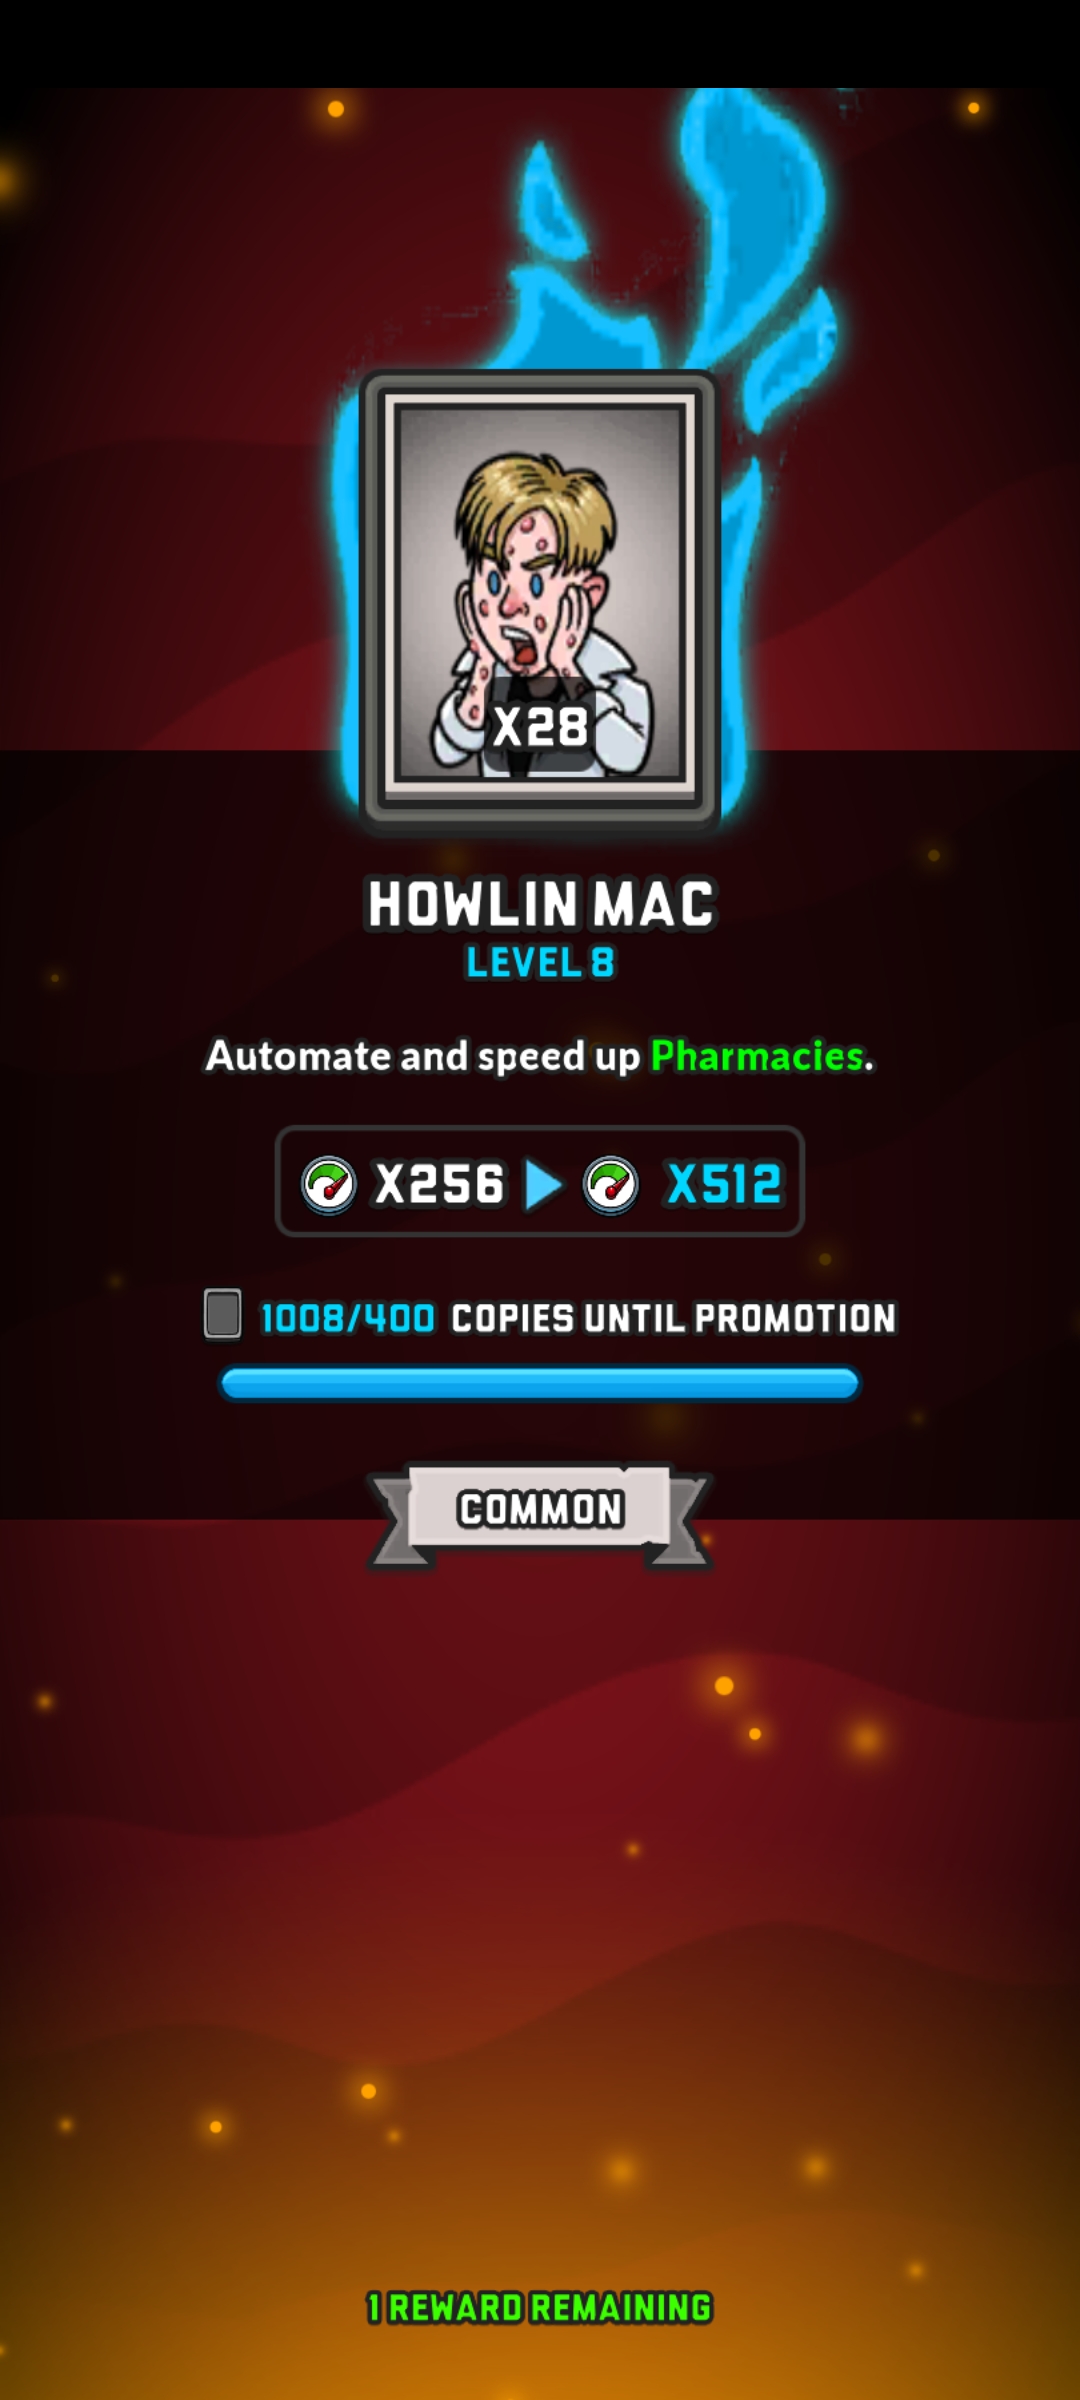 X28
HOWLIN MAC
LEVEL 8
Automate and speed up Pharmacies.
X256 X512
1008/400 COPIES UNTIL PROMOTION
COMMON
1 REWARD REMAINING